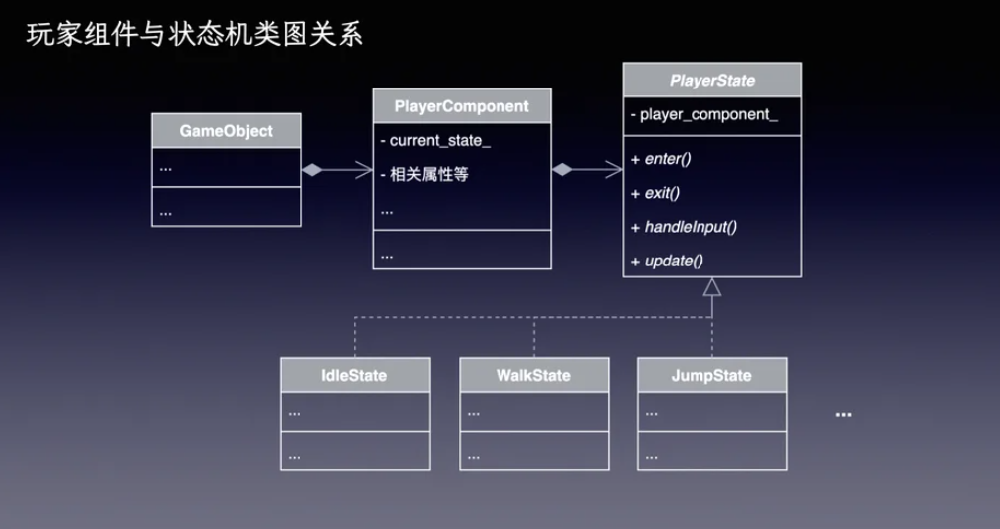 玩家组件与状态机类图关系
GameObject
...
...
PlayerComponent
- current_state_
- 相关属性等
...
...
PlayerState
- player_component_
+ enter()
+ exit()
+ handleInput()
+ update()
IdleState
...
...
WalkState
...
...
JumpState
...
...
...